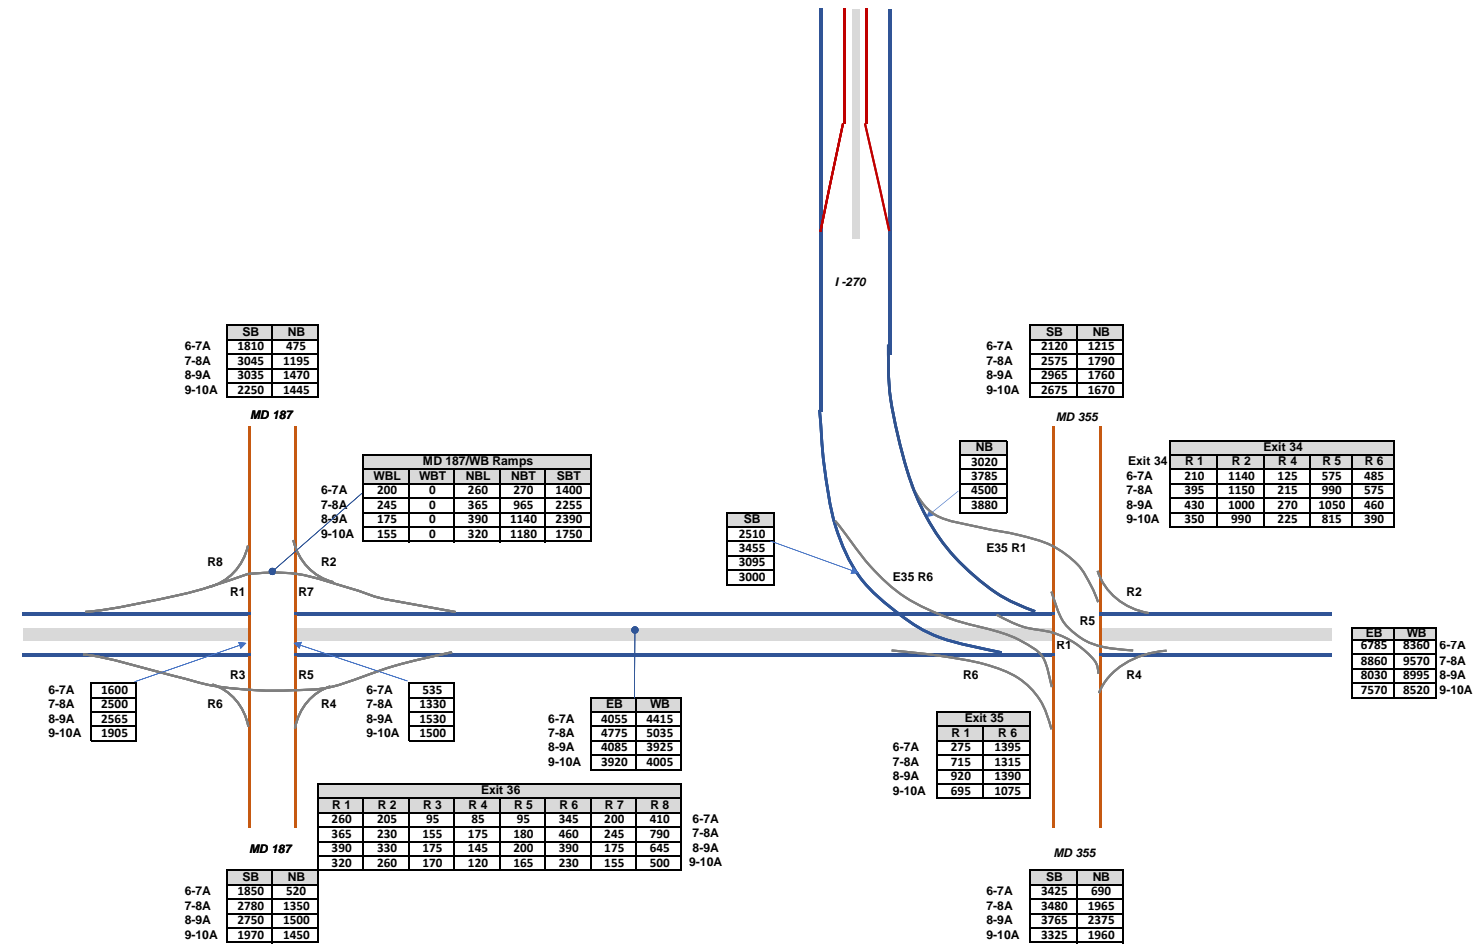 I -270
SB NB
6-7A 1810 475
7-8A 3045 1195
8-9A 3035 1470
9-10A 2250 1445
MD 187
SB NB
6-7A 2120 1215
7-8A 2575 1790
8-9A 2965 1760
9-10A 2675 1670
MD 355
MD 187/WB Ramps
WBL WBT NBL NBT SBT
6-7A 200 0 260 270 1400
7-8A 245 0 365 965 2255
8-9A 175 0 390 1140 2390
9-10A 155 0 320 1180 1750
NB
3020
3785
4500
3880
Exit 34
Exit 34 R 1 R 2 R 4 R 5 R 6
6-7A 210 1140 125 575 485
7-8A 395 1150 215 990 575
8-9A 430 1000 270 1050 460
9-10A 350 990 225 815 390
SB
2510
3455
3095
3000
E35 R1
R8
R2
R1
R7
E35 R6
R2
R5
R1
R3
R5
R6
R4
R6
R4
EB WB
6785 8360 6-7A
8860 9570 7-8A
8030 8995 8-9A
7570 8520 9-10A
6-7A 1600
7-8A 2500
8-9A 2565
9-10A 1905
6-7A 535
7-8A 1330
8-9A 1530
9-10A 1500
EB WB
6-7A 4055 4415
7-8A 4775 5035
8-9A 4085 3925
9-10A 3920 4005
Exit 35
R 1 R 6
6-7A 275 1395
7-8A 715 1315
8-9A 920 1390
9-10A 695 1075
Exit 36
R 1 R 2 R 3 R 4 R 5 R 6 R 7 R 8
260 205 95 85 95 345 200 410 6-7A
365 230 155 175 180 460 245 790 7-8A
390 330 175 145 200 390 175 645 8-9A
320 260 170 120 165 230 155 500 9-10A
MD 187
SB NB
6-7A 1850 520
7-8A 2780 1350
8-9A 2750 1500
9-10A 1970 1450
MD 355
SB NB
6-7A 3425 690
7-8A 3480 1965
8-9A 3765 2375
9-10A 3325 1960